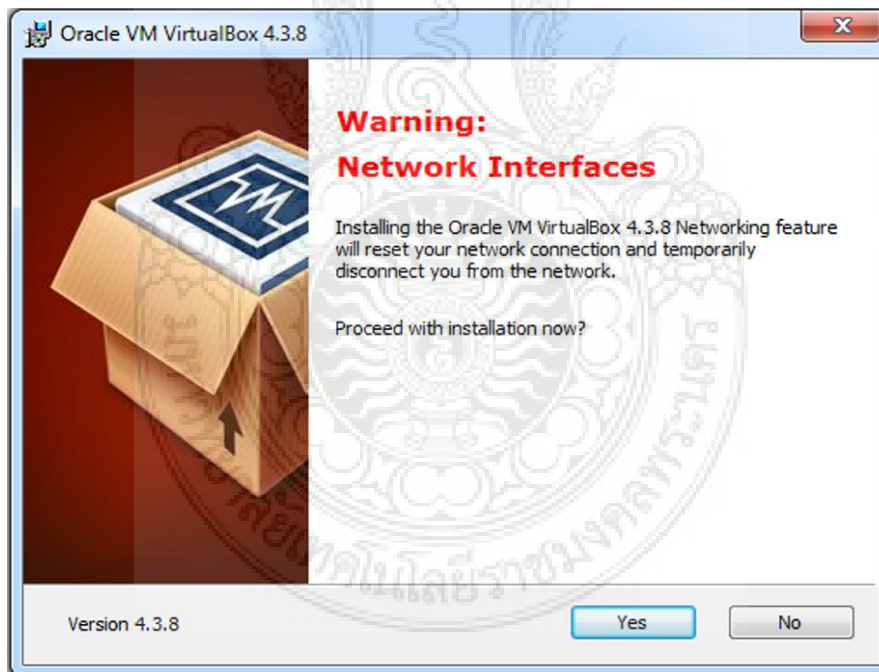 Oracle VM VirtualBox 4.3.8
Warning:
Network Interfaces
Installing the Oracle VM VirtualBox 4.3.8 Networking feature
will reset your network connection and temporarily
disconnect you from the network.
Proceed with installation now?
Version 4.3.8
Yes
No